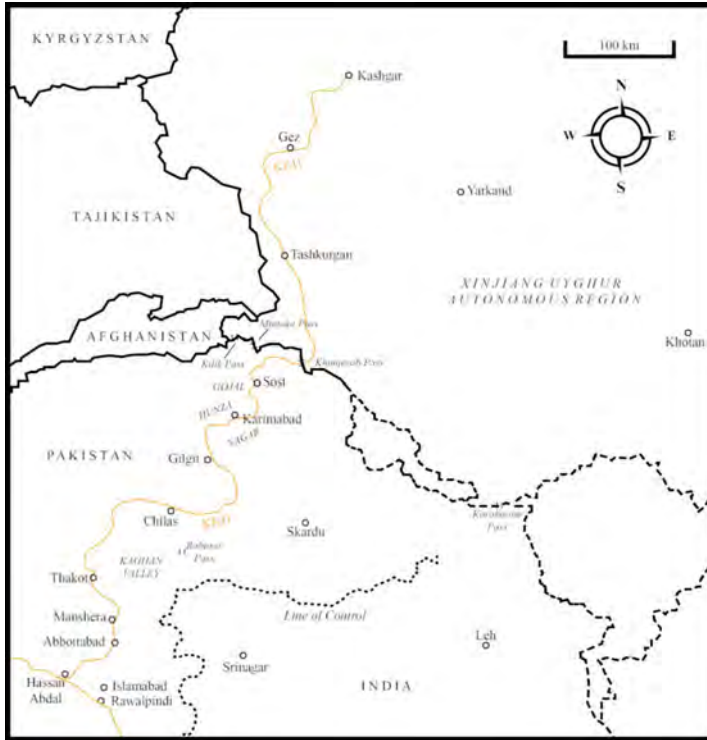 KYRGYZSTAN
100 km
Kashgar
N
W
E
S
Gez
KKH
Yarkand
TAJIKISTAN
Tashkurgan
XINJIANG UYGHUR
AUTONOMOUS REGION
AFGHANISTAN
Mintake Pass
Khotan
Kilik Pass
Khunjerab Pass
GOJAL
Sost
HUNZA
Karimabad
NAGAR
PAKISTAN
Gilgit
Chilas
KKH
Skardu
Karakoram
Pass
Babusar
Pass
KAGHAN
VALLEY
Thakot
Manshera
Line of Control
Abbottabad
Leh
Srinagar
Hassan
Abdal
Islamabad
Rawalpindi
INDIA